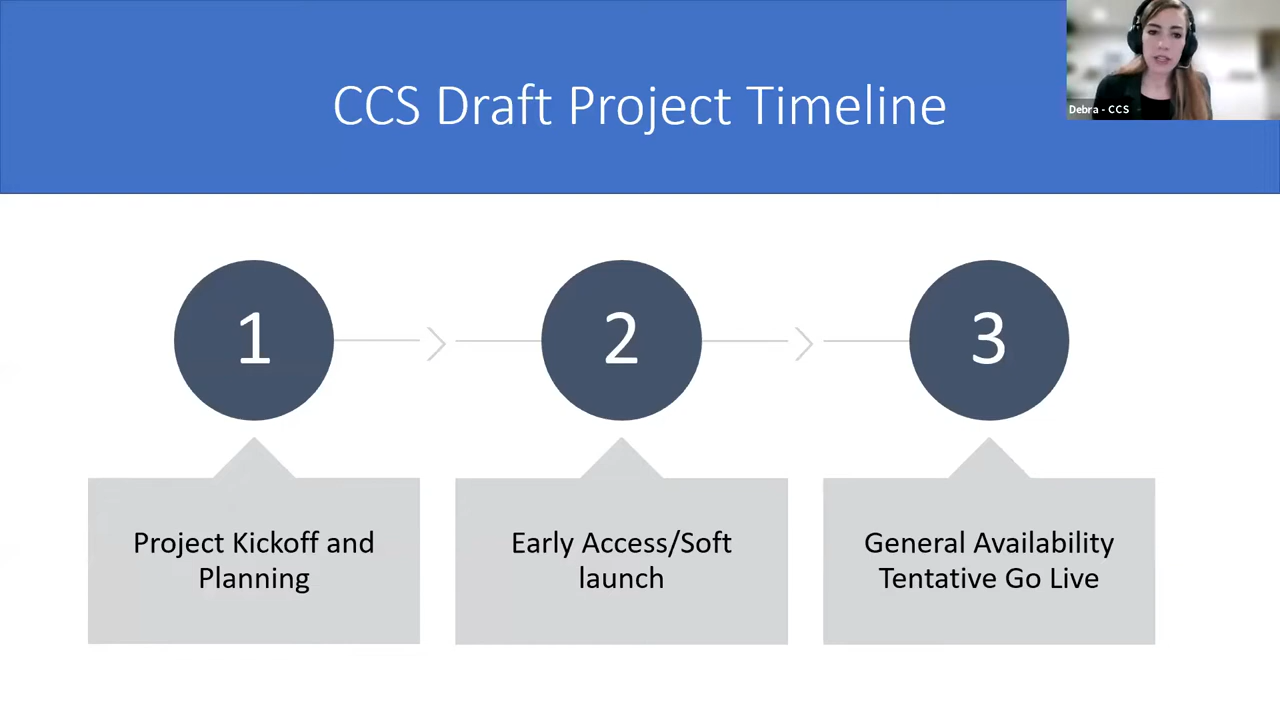 CCS Draft Project Timeline
Debra - CCS
1
2
3
Project Kickoff and
Planning
Early Access/Soft
launch
General Availability
Tentative Go Live